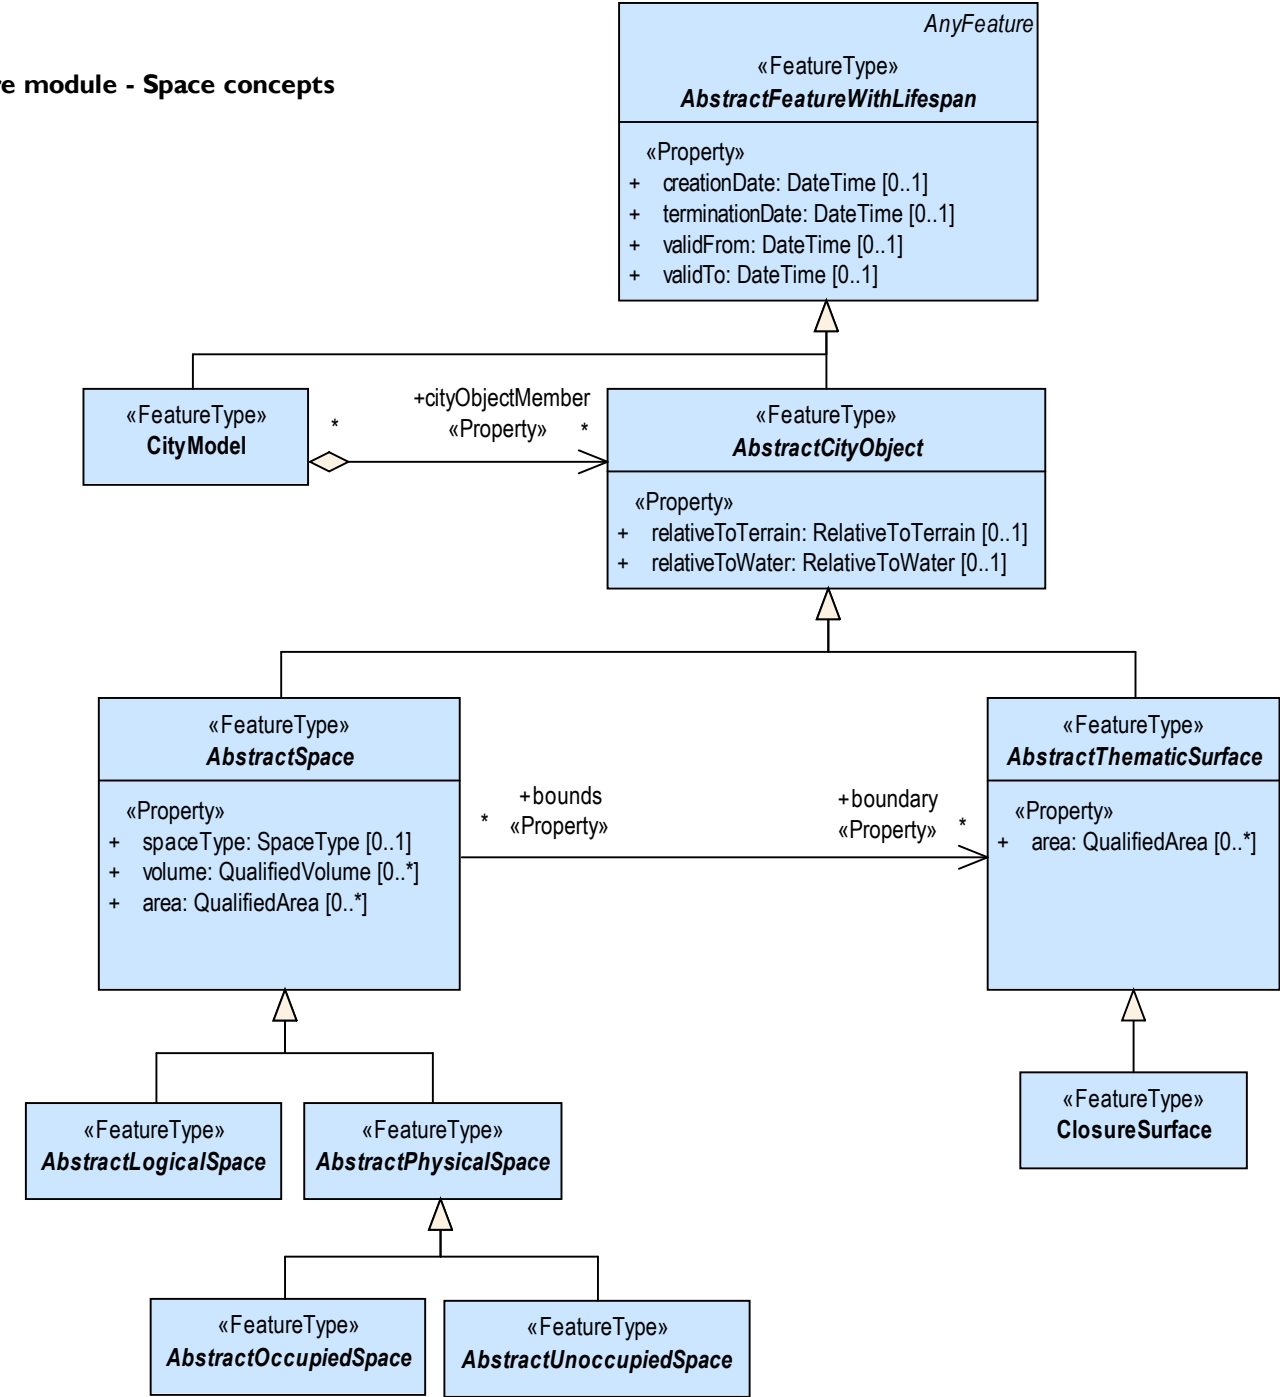 AnyFeature
«FeatureType»
AbstractFeatureWithLifespan
re module - Space concepts
«Property»
+ creationDate: DateTime [0..1]
+ terminationDate: DateTime [0..1]
+ validFrom: DateTime [0..1]
+ validTo: DateTime [0..1]
«FeatureType»
CityModel
*
+cityObjectMember
«Property» *
«FeatureType»
AbstractCityObject
«Property»
+ relativeToTerrain: RelativeToTerrain [0..1]
+ relativeToWater: RelativeToWater [0..1]
«FeatureType»
AbstractSpace
«Property»
+ spaceType: SpaceType [0..1]
+ volume: QualifiedVolume [0..*]
+ area: QualifiedArea [0..*]
+bounds
* «Property»
+boundary
«Property» *
«FeatureType»
AbstractThematicSurface
«Property»
+ area: QualifiedArea [0..*]
«FeatureType»
AbstractLogicalSpace
«FeatureType»
AbstractPhysicalSpace
«FeatureType»
ClosureSurface
«FeatureType»
AbstractOccupiedSpace
«FeatureType»
AbstractUnoccupiedSpace